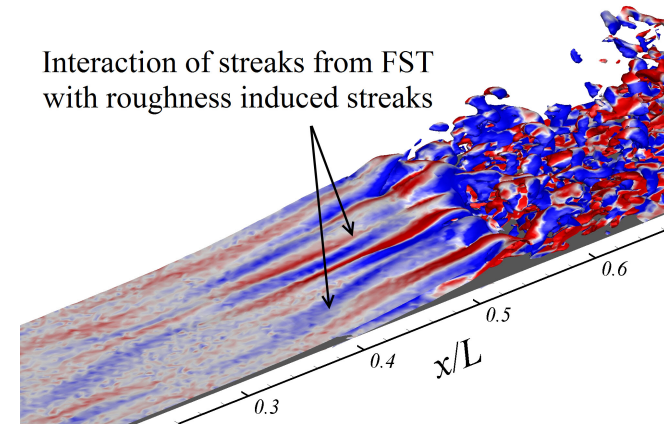 Interaction of streaks from FST
with roughness induced streaks
0.6
0.5
x/L
0.4
0.3